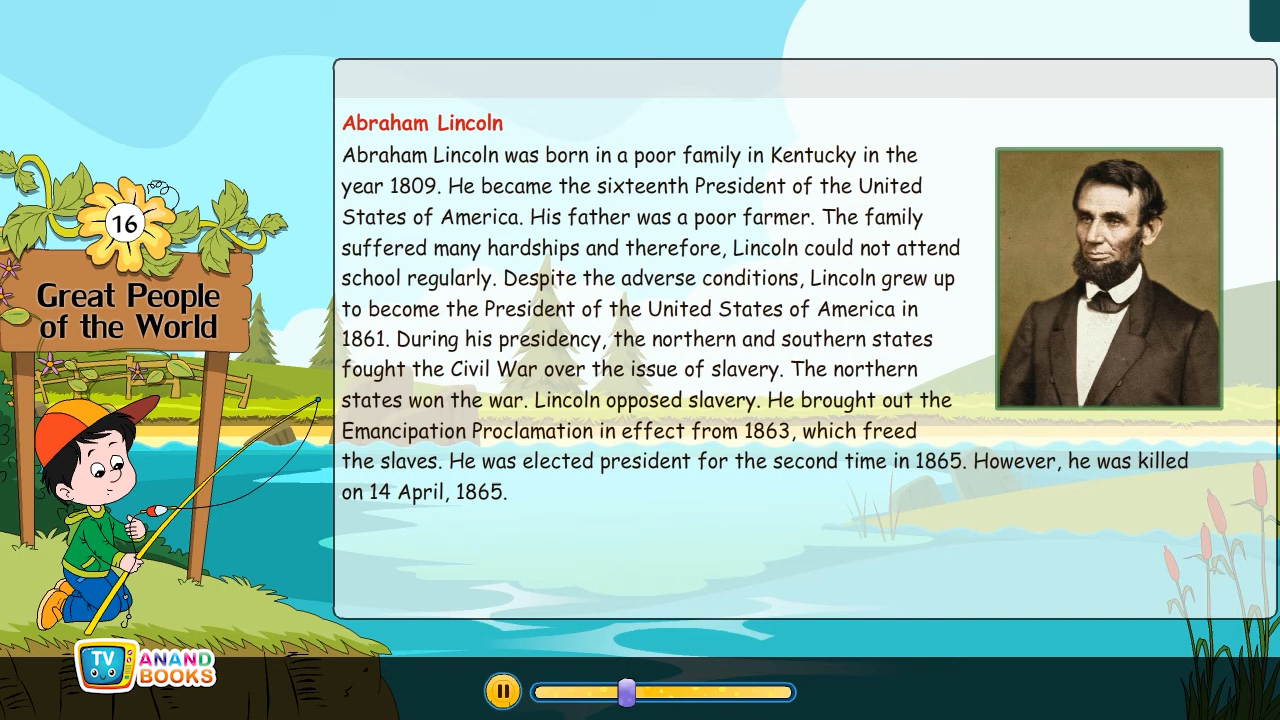 16
Great People
of the World
Abraham Lincoln
Abraham Lincoln was born in a poor family in Kentucky in the
year 1809. He became the sixteenth President of the United
States of America. His father was a poor farmer. The family
suffered many hardships and therefore, Lincoln could not attend
school regularly. Despite the adverse conditions, Lincoln grew up
to become the President of the United States of America in
1861. During his presidency, the northern and southern states
fought the Civil War over the issue of slavery. The northern
states won the war. Lincoln opposed slavery. He brought out the
Emancipation Proclamation in effect from 1863, which freed
the slaves. He was elected president for the second time in 1865. However, he was killed
on 14 April, 1865.
TV
ANAND
BOOKS